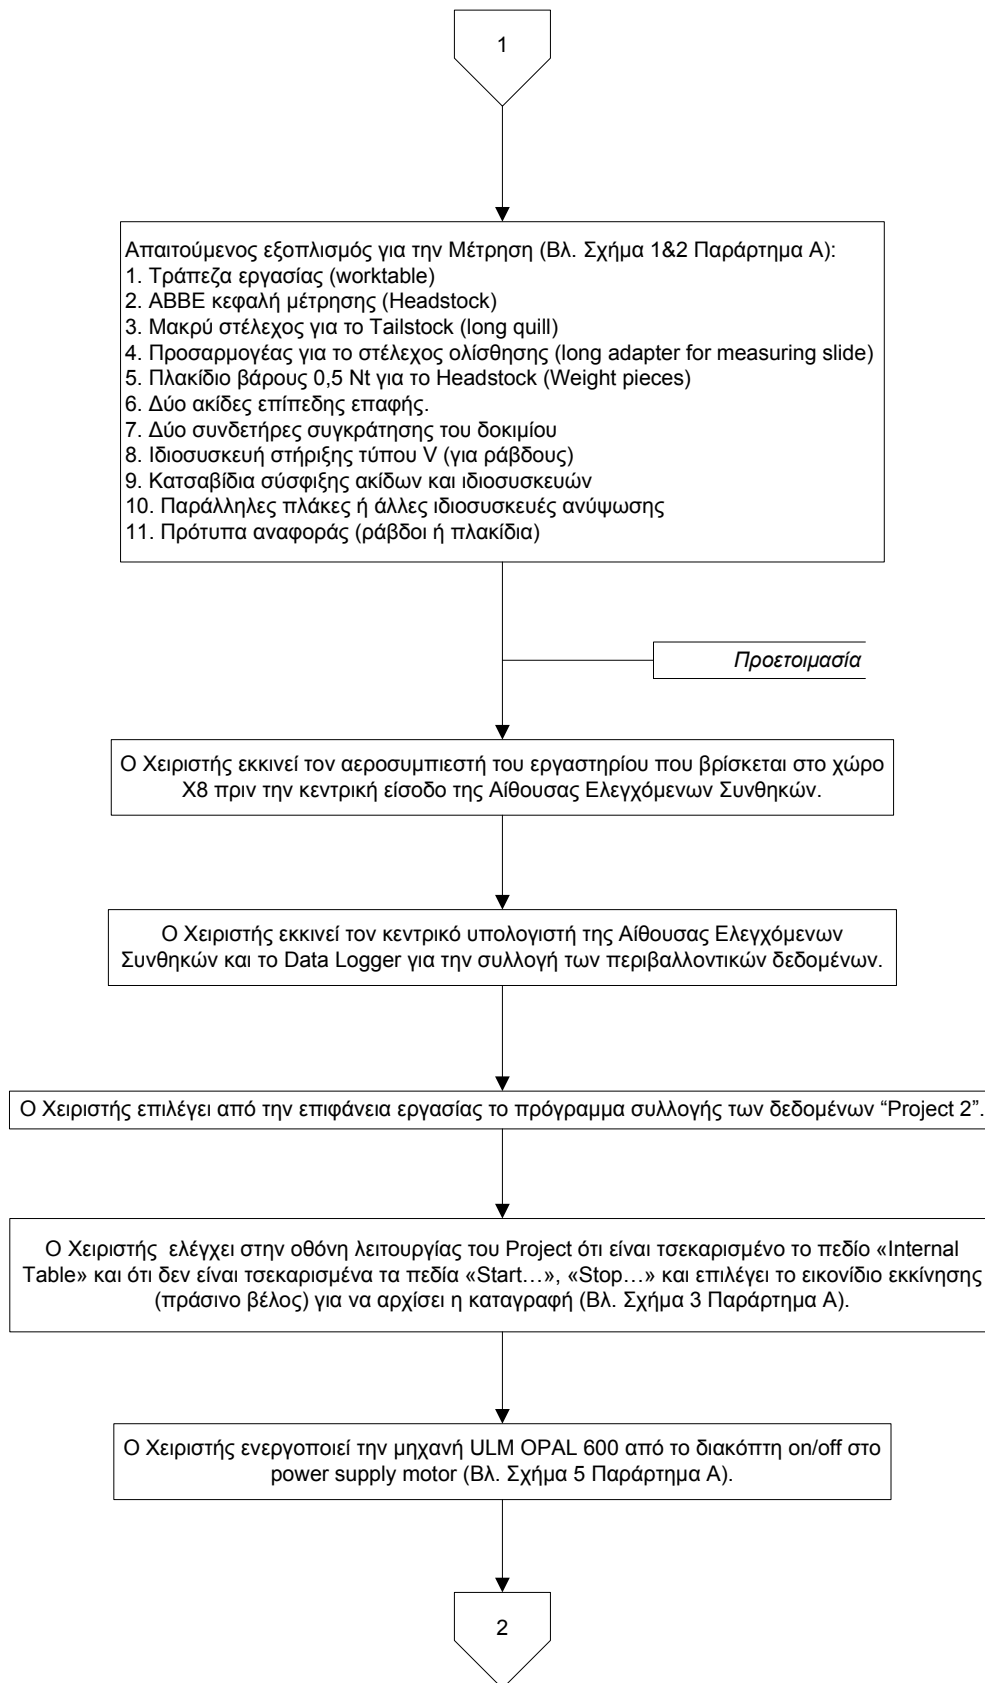 1
Απαιτούμενος εξοπλισμός για την Μέτρηση (Βλ. Σχήμα 1&2 Παράρτημα Α):
1. Τράπεζα εργασίας (worktable)
2. ABBE κεφαλή μέτρησης (Headstock)
3. Μακρύ στέλεχος για το Tailstock (long quill)
4. Προσαρμογέας για το στέλεχος ολίσθησης (long adapter for measuring slide)
5. Πλακίδιο βάρους 0,5 Nt για το Headstock (Weight pieces)
6. Δύο ακίδες επίπεδης επαφής.
7. Δύο συνδετήρες συγκράτησης του δοκιμίου
8. Ιδιοσυσκευή στήριξης τύπου V (για ράβδους)
9. Κατσαβίδια σύσφιξης ακίδων και ιδιοσυσκευών
10. Παράλληλες πλάκες ή άλλες ιδιοσυσκευές ανύψωσης
11. Πρότυπα αναφοράς (ράβδοι ή πλακίδια)
Προετοιμασία
Ο Χειριστής εκκινεί τον αεροσυμπιεστή του εργαστηρίου που βρίσκεται στο χώρο
Χ8 πριν την κεντρική είσοδο της Αίθουσας Ελεγχόμενων Συνθηκών.
Ο Χειριστής εκκινεί τον κεντρικό υπολογιστή της Αίθουσας Ελεγχόμενων
Συνθηκών και το Data Logger για την συλλογή των περιβαλλοντικών δεδομένων.
Ο Χειριστής επιλέγει από την επιφάνεια εργασίας το πρόγραμμα συλλογής των δεδομένων “Project 2”.
Ο Χειριστής ελέγχει στην οθόνη λειτουργίας του Project ότι είναι τσεκαρισμένο το πεδίο «Internal
Table» και ότι δεν είναι τσεκαρισμένα τα πεδία «Start…», «Stop…» και επιλέγει το εικονίδιο εκκίνησης
(πράσινο βέλος) για να αρχίσει η καταγραφή (Βλ. Σχήμα 3 Παράρτημα Α).
Ο Χειριστής ενεργοποιεί την μηχανή ULM OPAL 600 από το διακόπτη on/off στο
power supply motor (Βλ. Σχήμα 5 Παράρτημα Α).
2